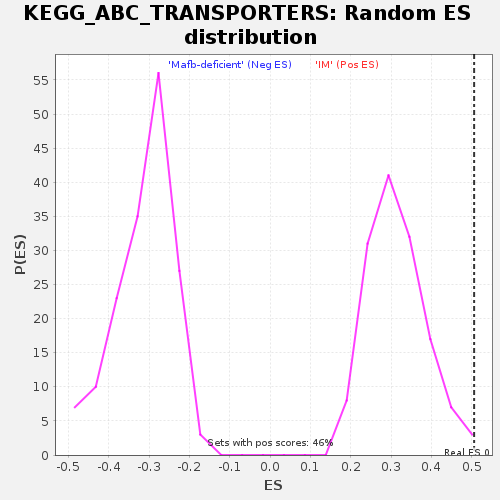 KEGG_ABC_TRANSPORTERS: Random ES
distribution
'Mafb-deficient' (Neg ES) 'IM' (Pos ES)
P(ES)
55
50
45
40
35
30
25
20
15
10
5
0
Sets with pos scores: 46%
Real ES 0
-0.5 -0.4 -0.3 -0.2 -0.1 0.0 0.1 0.2 0.3 0.4 0.5
ES